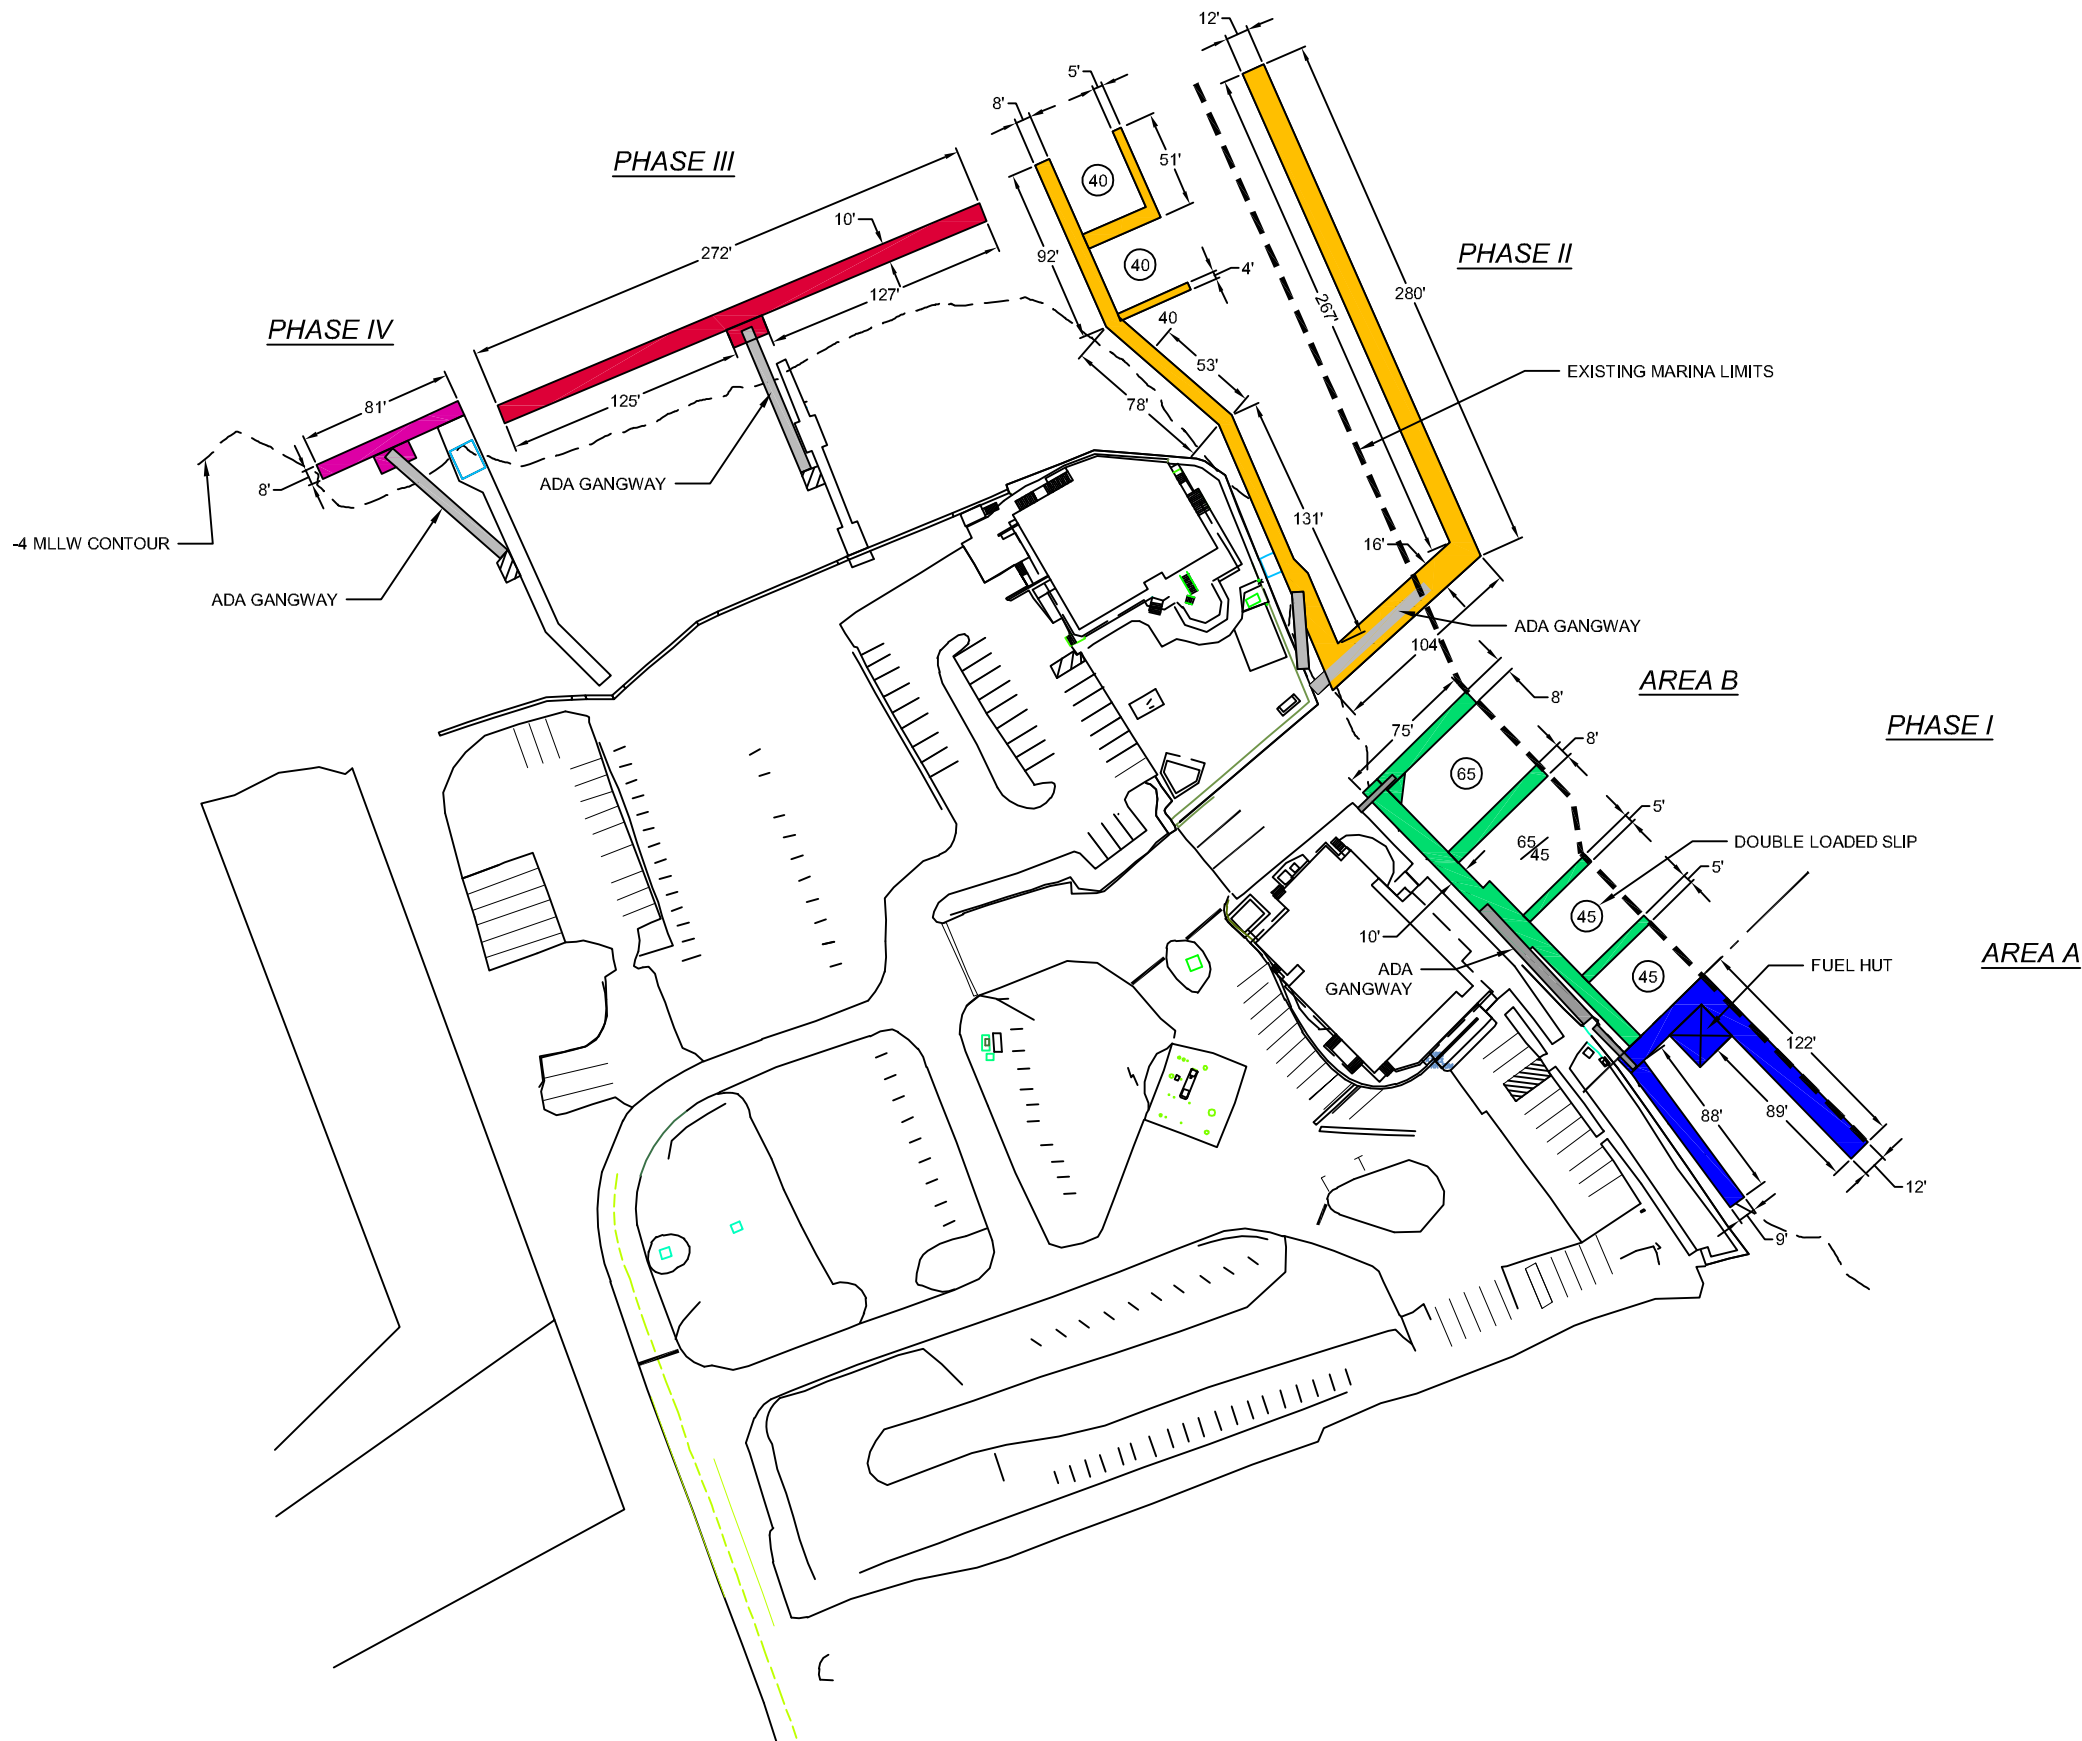 12'
5'
8'
PHASE III
51'
40
10'
272'
92'
40
4'
PHASE II
127'
267'
280'
PHASE IV
40
53'
EXISTING MARINA LIMITS
81'
125'
78'
ADA GANGWAY
8'
131'
16'
-4 MLLW CONTOUR
ADA GANGWAY
ADA GANGWAY
104'
AREA B
8'
75'
PHASE I
8'
65
5'
65
45
DOUBLE LOADED SLIP
5'
45
10'
AREA A
ADA
GANGWAY
45
FUEL HUT
122'
88'
89'
12'
9'